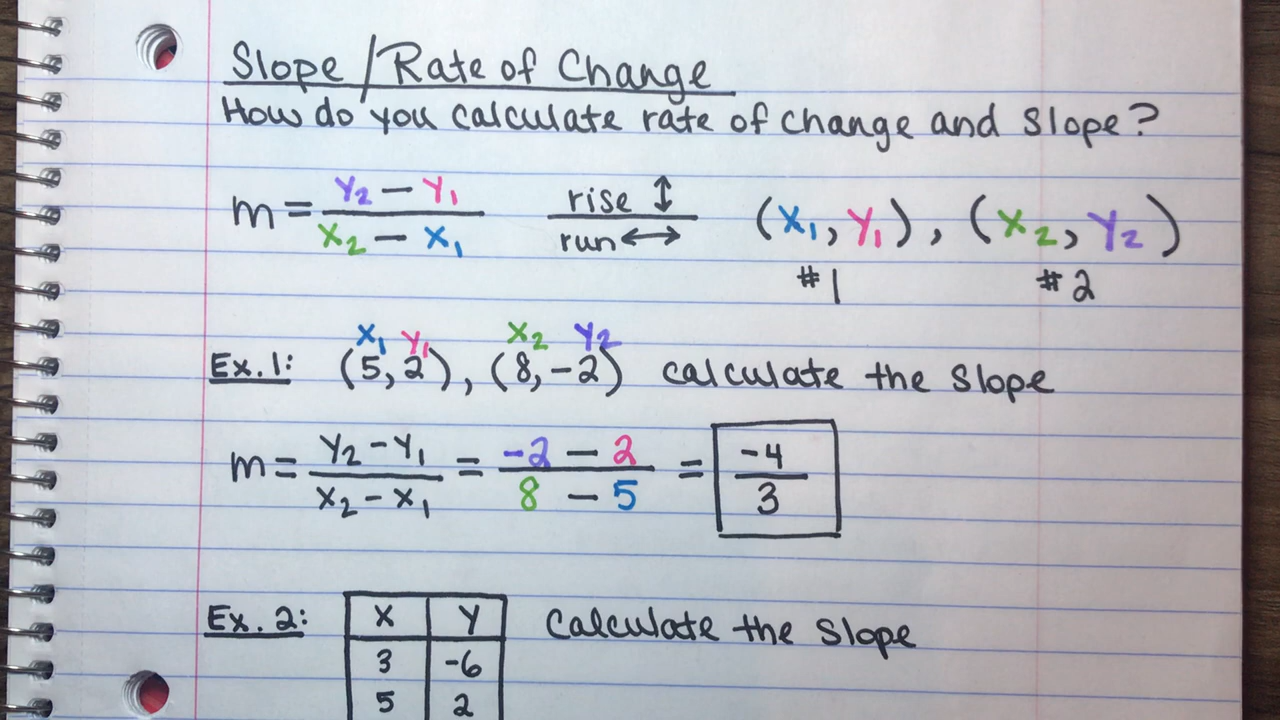 Slope / Rate of Change
How do you calculate rate of change and slope?
m = Y₂ - Y₁ / X₂ - X₁   rise ↕ / run ↔   (X₁, Y₁), (X₂, Y₂)
#1   #2
X₁ Y₁   X₂ Y₂
Ex. 1: (5, 2), (8, -2) calculate the slope
m = Y₂ - Y₁ / X₂ - X₁ = -2 - 2 / 8 - 5 = -4 / 3
Ex. 2: X Y Calculate the slope
3 -6
5 2